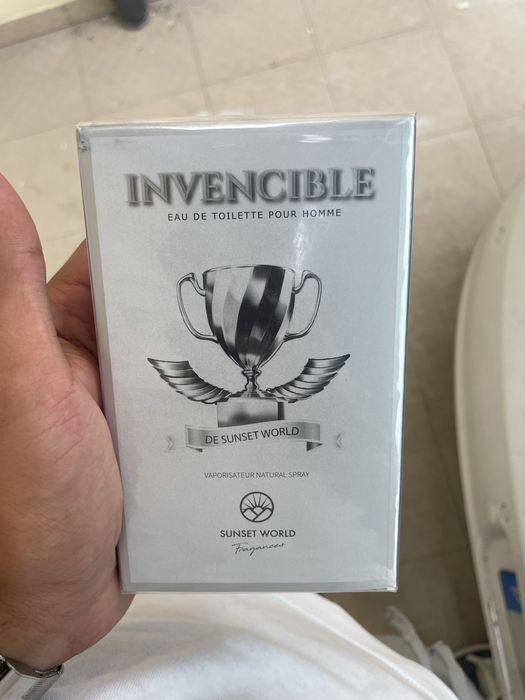 INVENCIBLE
EAU DE TOILETTE POUR HOMME
DE SUNSET WORLD
VAPORISATEUR NATURAL SPRAY
SUNSET WORLD
Fragances